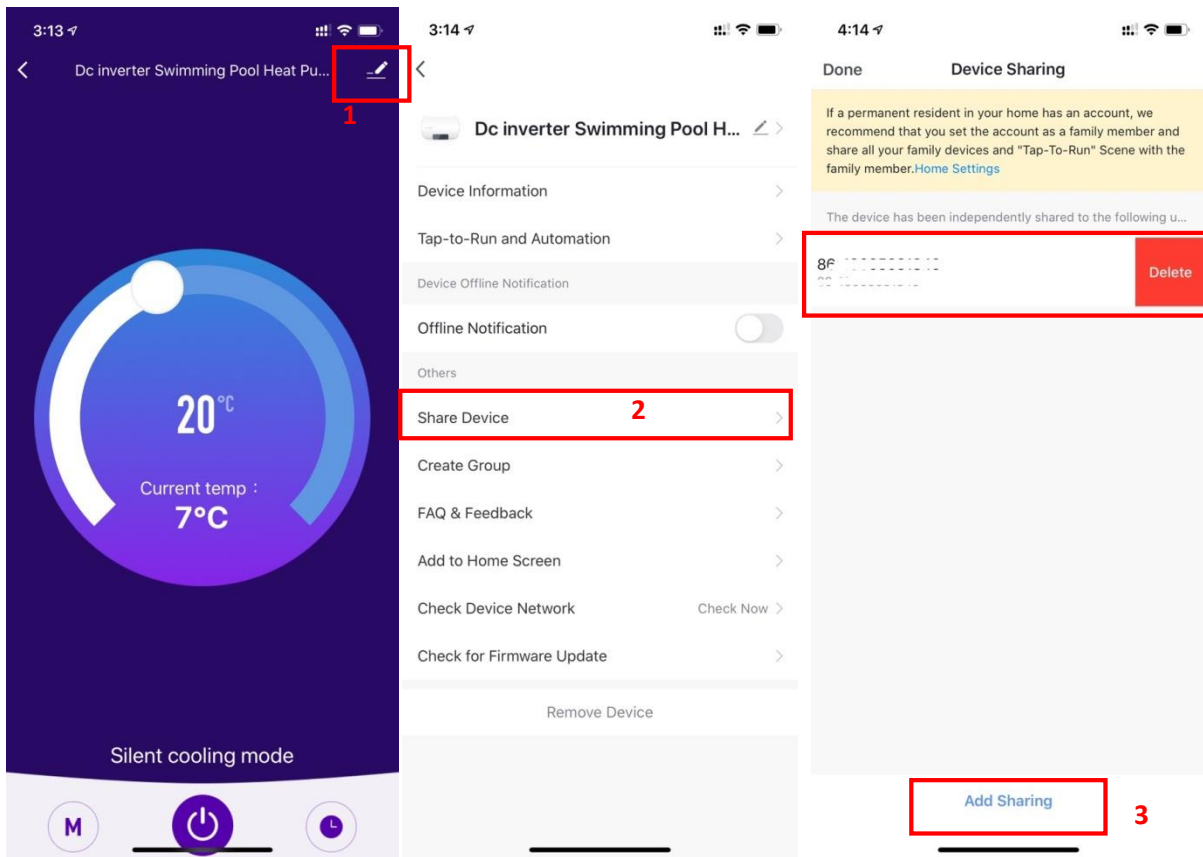 3:13
Dc inverter Swimming Pool Heat Pu...
1
20°C
Current temp :
7°C
Silent cooling mode
M
3:14
Dc inverter Swimming Pool H...
Device Information
Tap-to-Run and Automation
Device Offline Notification
Offline Notification
Others
Share Device
2
Create Group
FAQ & Feedback
Add to Home Screen
Check Device Network Check Now
Check for Firmware Update
Remove Device
4:14
Done Device Sharing
If a permanent resident in your home has an account, we
recommend that you set the account as a family member and
share all your family devices and "Tap-To-Run" Scene with the
family member.Home Settings
The device has been independently shared to the following u...
86
Delete
Add Sharing
3